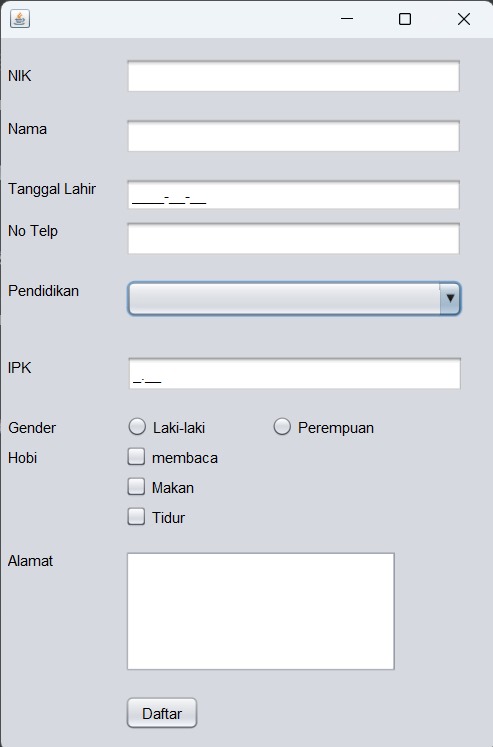 NIK
Nama
Tanggal Lahir ____-__-__
No Telp
Pendidikan
IPK _.__
Gender Laki-laki Perempuan
Hobi membaca
Makan
Tidur
Alamat
Daftar